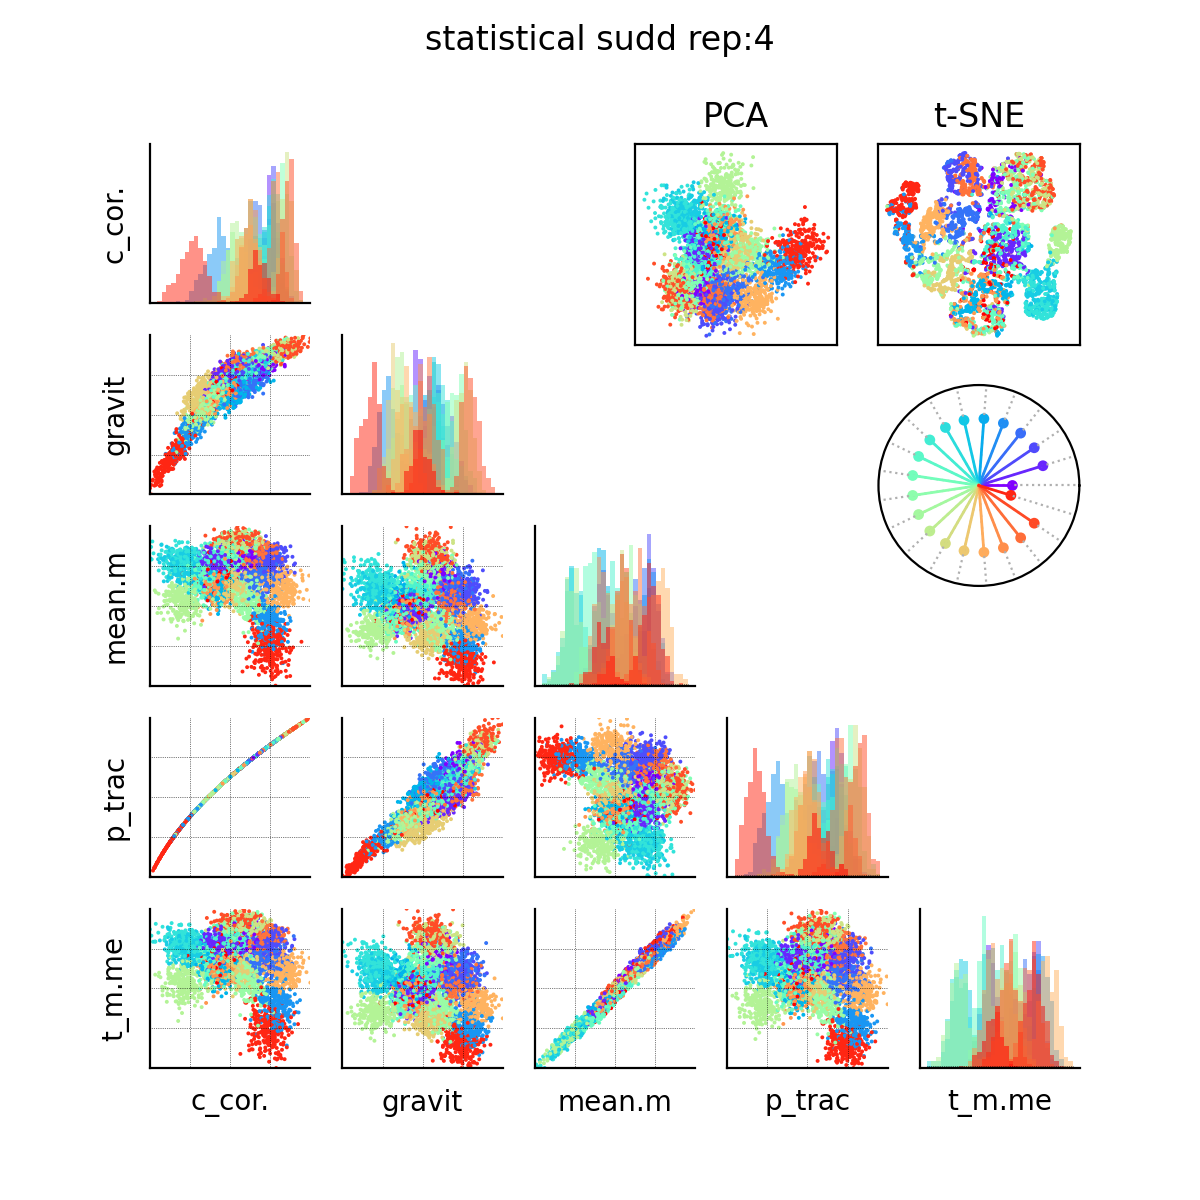 statistical sudd rep:4
PCA
t-SNE
c_cor.
gravit
mean.m
p_trac
t_m.me
c_cor.
gravit
mean.m
p_trac
t_m.me